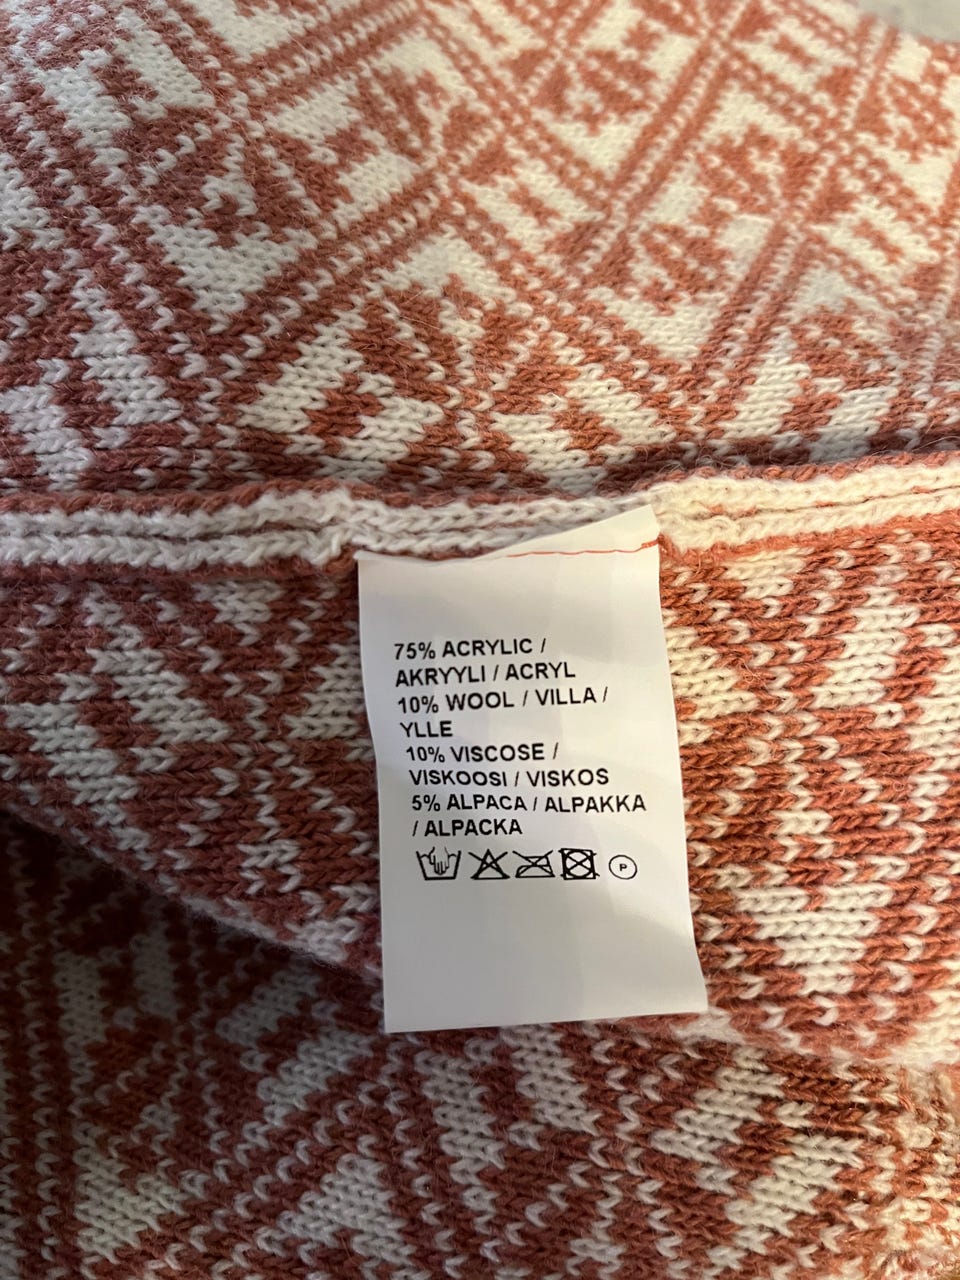 75% ACRYLIC /
AKRYYLI / ACRYL
10% WOOL / VILLA /
YLLE
10% VISCOSE /
VISKOOSI / VISKOS
5% ALPACA / ALPAKKA
/ ALPACKA
P